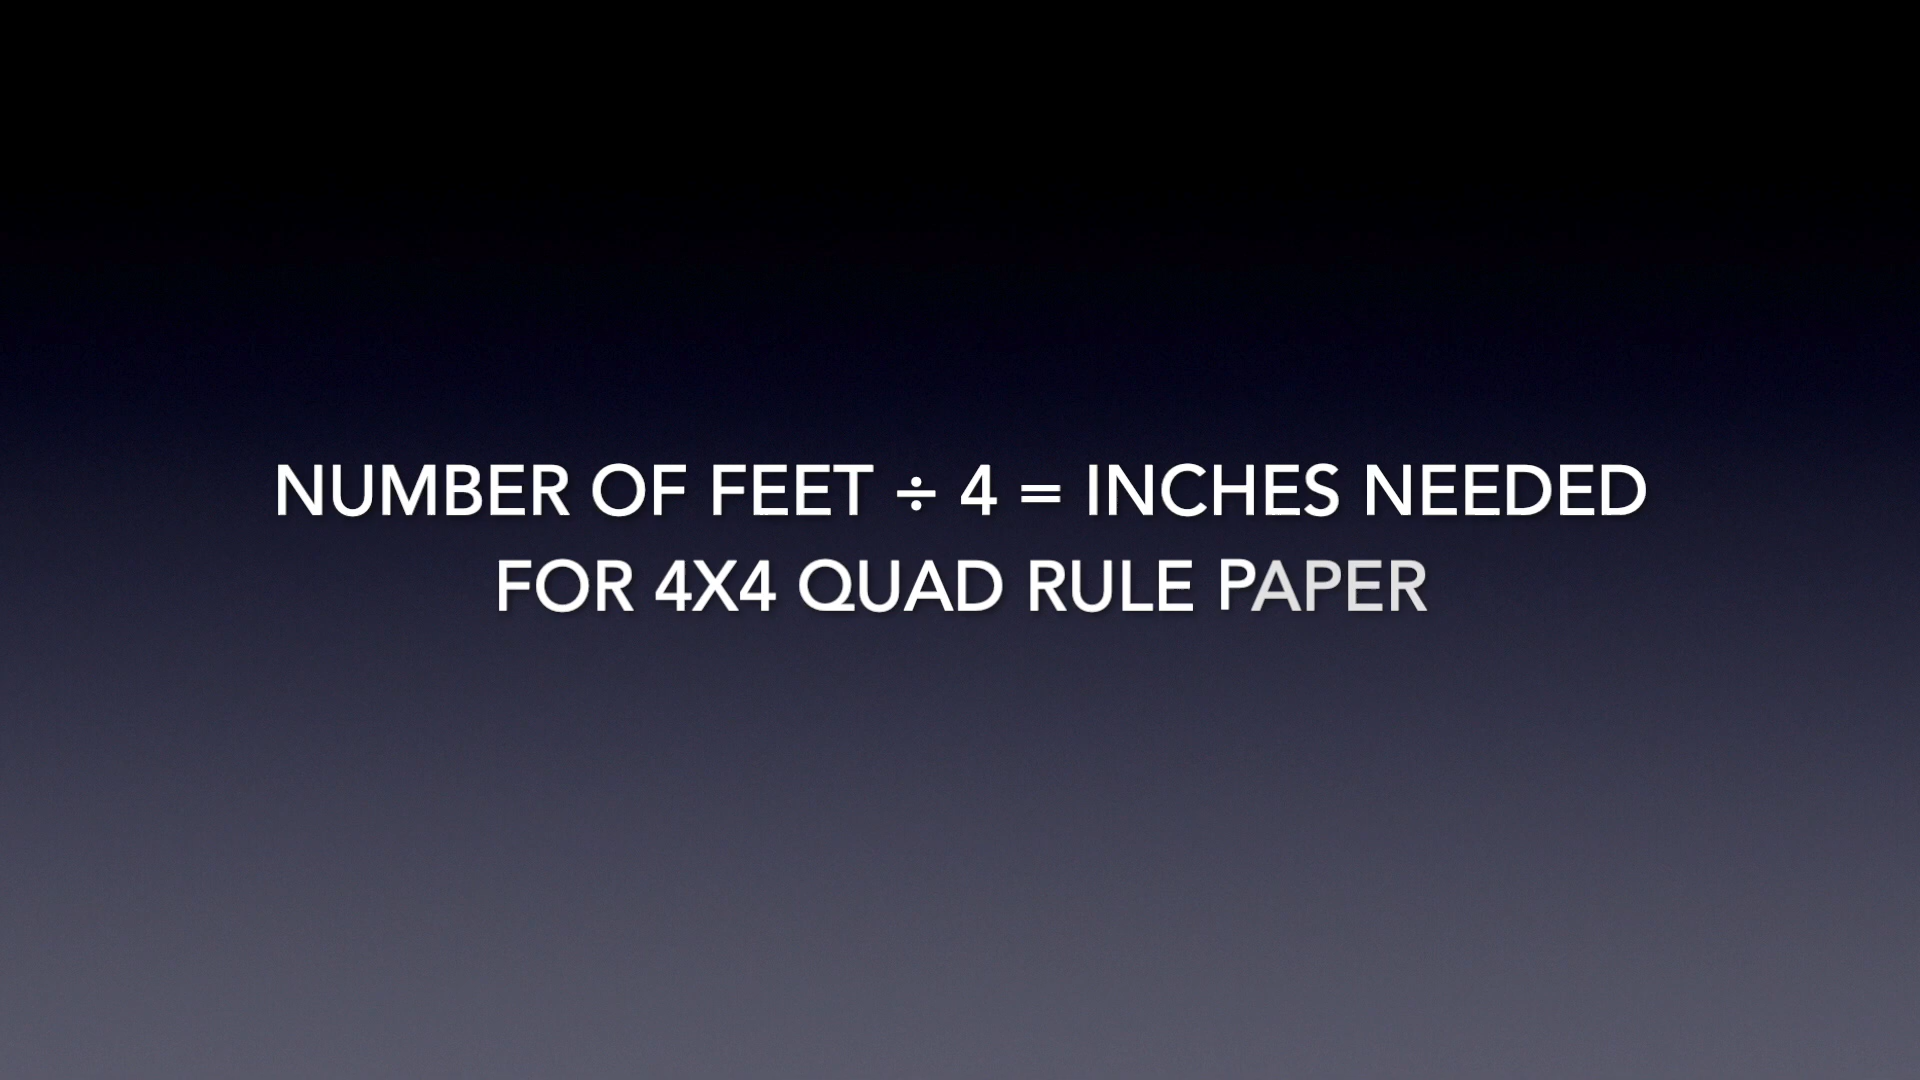 NUMBER OF FEET ÷ 4 = INCHES NEEDED
FOR 4X4 QUAD RULE PAPER